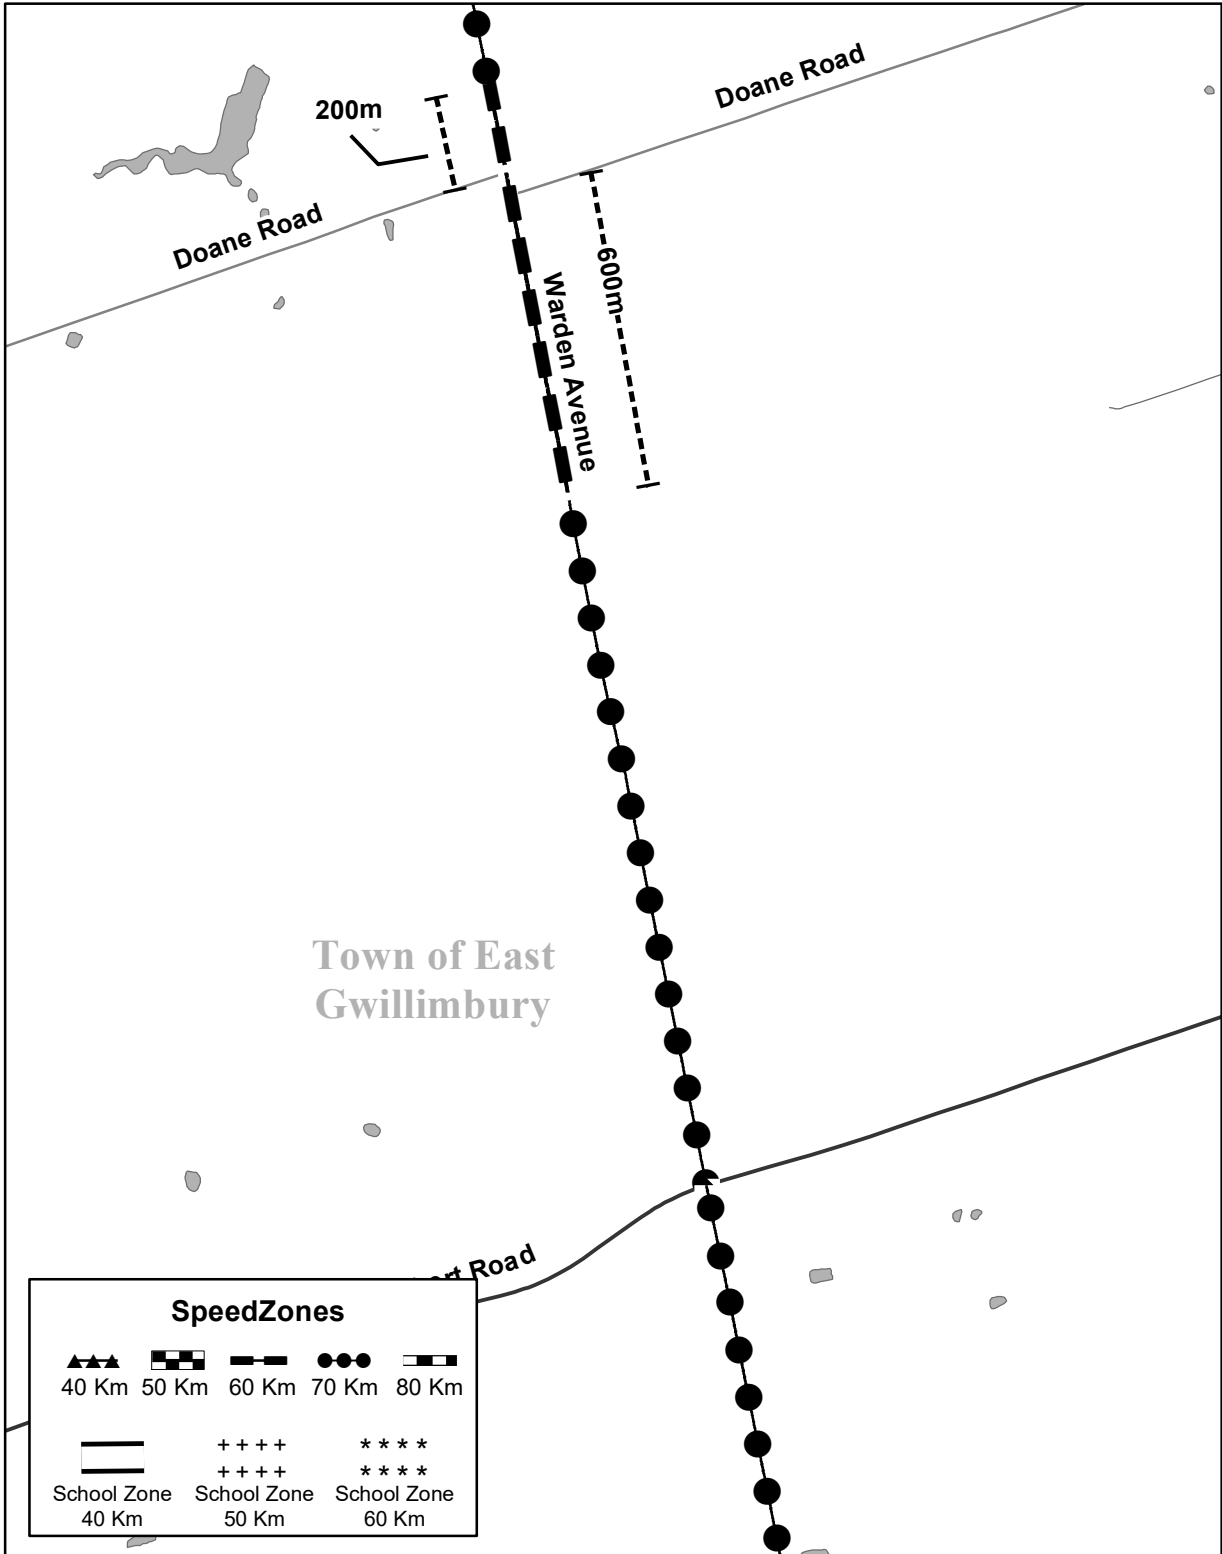 Doane Road
200m
Doane Road
600m
Warden Avenue
Town of East
Gwillimbury
Road
SpeedZones
40 Km 50 Km 60 Km 70 Km 80 Km
+ + + + * * * *
+ + + + * * * *
School Zone School Zone School Zone
40 Km 50 Km 60 Km